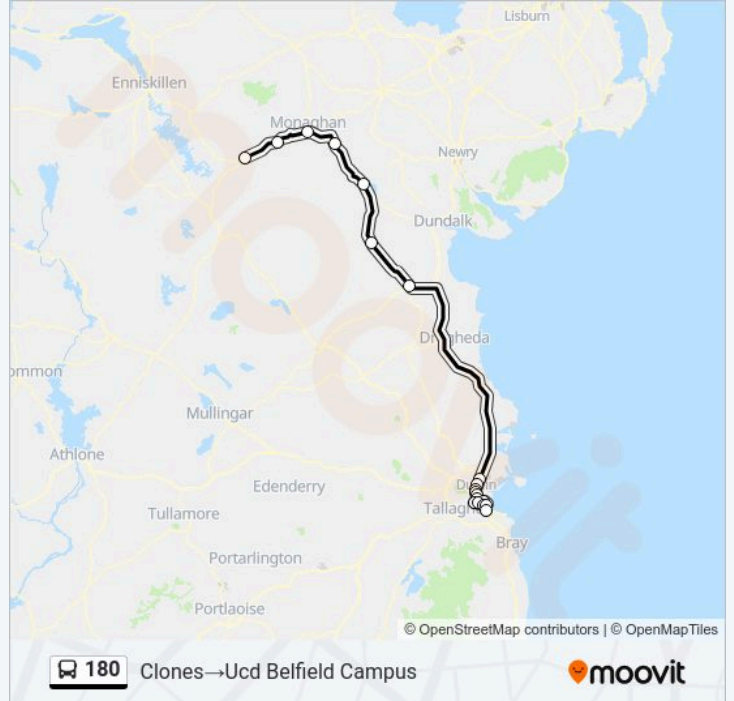 Lisburn
Enniskillen
Monaghan
Newry
Dundalk
Drogheda
ommon
Mullingar
Athlone
Edenderry
Dublin
Tullamore
Tallagh
Bray
Portarlington
Portlaoise
© OpenStreetMap contributors | © OpenMapTiles
180 Clones→Ucd Belfield Campus
moovit